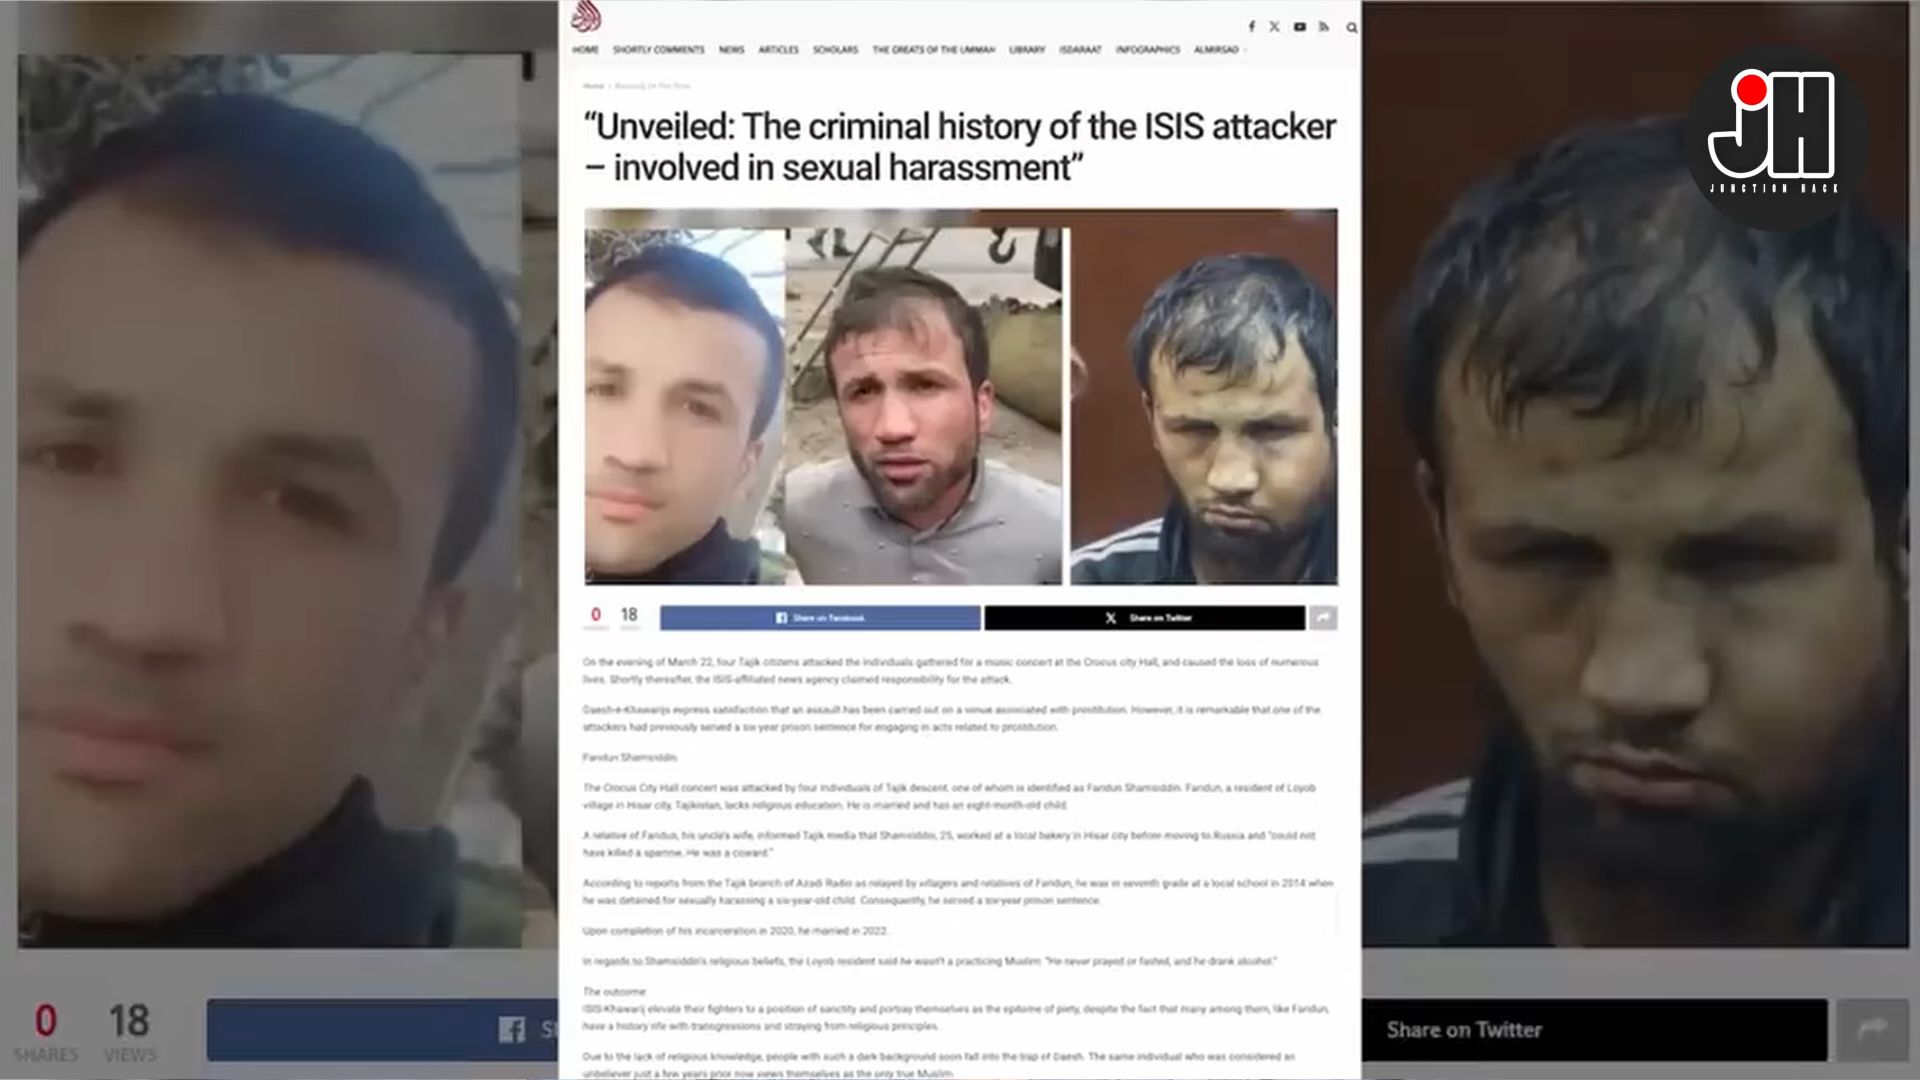 HOME SHORTLY COMMENTS NEWS ARTICLES SCHOLARS THE GREATS OF THE UMMAH LIBRARY ISDARAAT INFOGRAPHICS ALMIRSAD
JH
JUNCTION HACK
Home
“Unveiled: The criminal history of the ISIS attacker
– involved in sexual harassment”
0 18 Share on Facebook Share on Twitter
On the evening of March 22, four Tajik citizens attacked the individuals gathered for a music concert at the Crocus city Hall, and caused the loss of numerous
lives. Shortly thereafter, the ISIS-affiliated news agency claimed responsibility for the attack.
Daesh-e-Khawarijs express satisfaction that an assault has been carried out on a venue associated with prostitution. However, it is remarkable that one of the
attackers had previously served a six-year prison sentence for engaging in acts related to prostitution.
Faridun Shamsiddin
The Crocus City Hall concert was attacked by four individuals of Tajik descent, one of whom is identified as Faridun Shamsiddin. Faridun, a resident of Loyob
village in Hisar city, Tajikistan, lacks religious education. He is married and has an eight-month-old child.
A relative of Faridun, his uncle's wife, informed Tajik media that Shamsiddin, 25, worked at a local bakery in Hisar city before moving to Russia and "could not
have killed a sparrow. He was a coward."
According to reports from the Tajik branch of Azadi Radio as relayed by villagers and relatives of Faridun, he was in seventh grade at a local school in 2014 when
he was detained for sexually harassing a six-year-old child. Consequently, he served a six-year prison sentence.
Upon completion of his incarceration in 2020, he married in 2022.
In regards to Shamsiddin's religious beliefs, the Loyob resident said he wasn't a practicing Muslim: "He never prayed or fasted, and he drank alcohol."
The outcome:
ISIS-Khawarij elevate their fighters to a position of sanctity and portray themselves as the epitome of piety, despite the fact that many among them, like Faridun,
have a history rife with transgressions and straying from religious principles.
Due to the lack of religious knowledge, people with such a dark background soon fall into the trap of Daesh. The same individual who was considered an
unbeliever just a few years prior now views themselves as the only true Muslim.
0 18
SHARES VIEWS
Share on Twitter